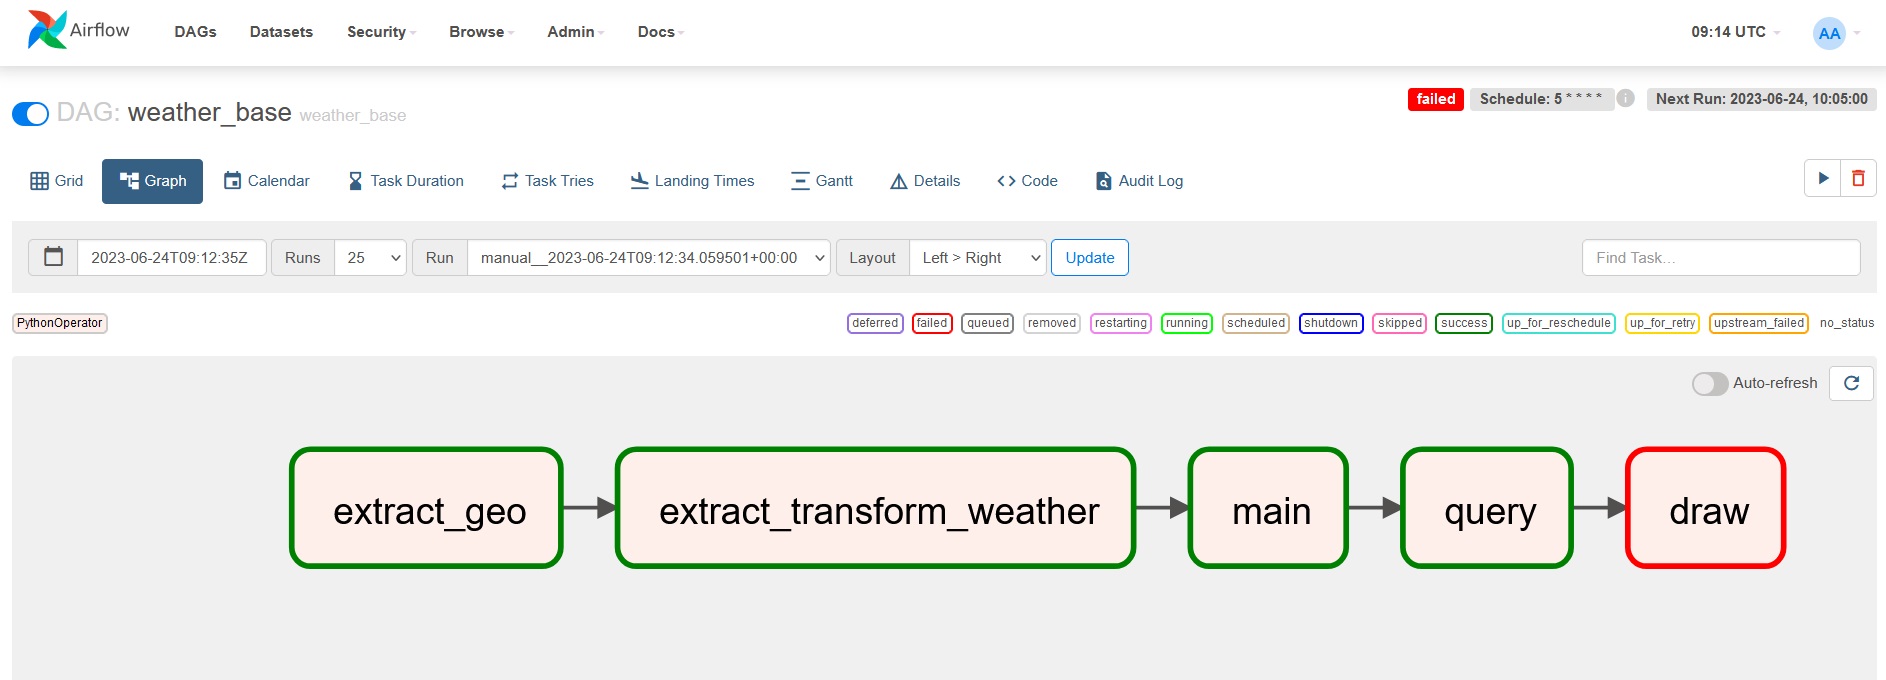 Airflow DAGs Datasets Security Browse Admin Docs 09:14 UTC AA
DAG: weather_base weather_base failed Schedule: 5 * * * * i Next Run: 2023-06-24, 10:05:00
Grid Graph Calendar Task Duration Task Tries Landing Times Gantt Details Code Audit Log
2023-06-24T09:12:35Z Runs 25 Run manual__2023-06-24T09:12:34.059501+00:00 Layout Left > Right Update Find Task...
PythonOperator deferred failed queued removed restarting running scheduled shutdown skipped success up_for_reschedule up_for_retry upstream_failed no_status
Auto-refresh
extract_geo extract_transform_weather main query draw